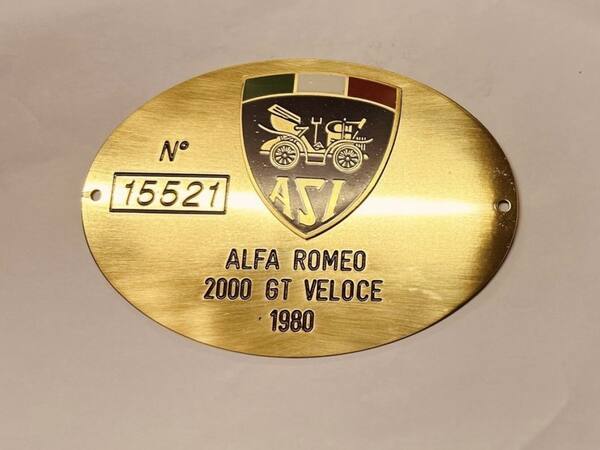 N°
15521
ASI
ALFA ROMEO
2000 GT VELOCE
1980